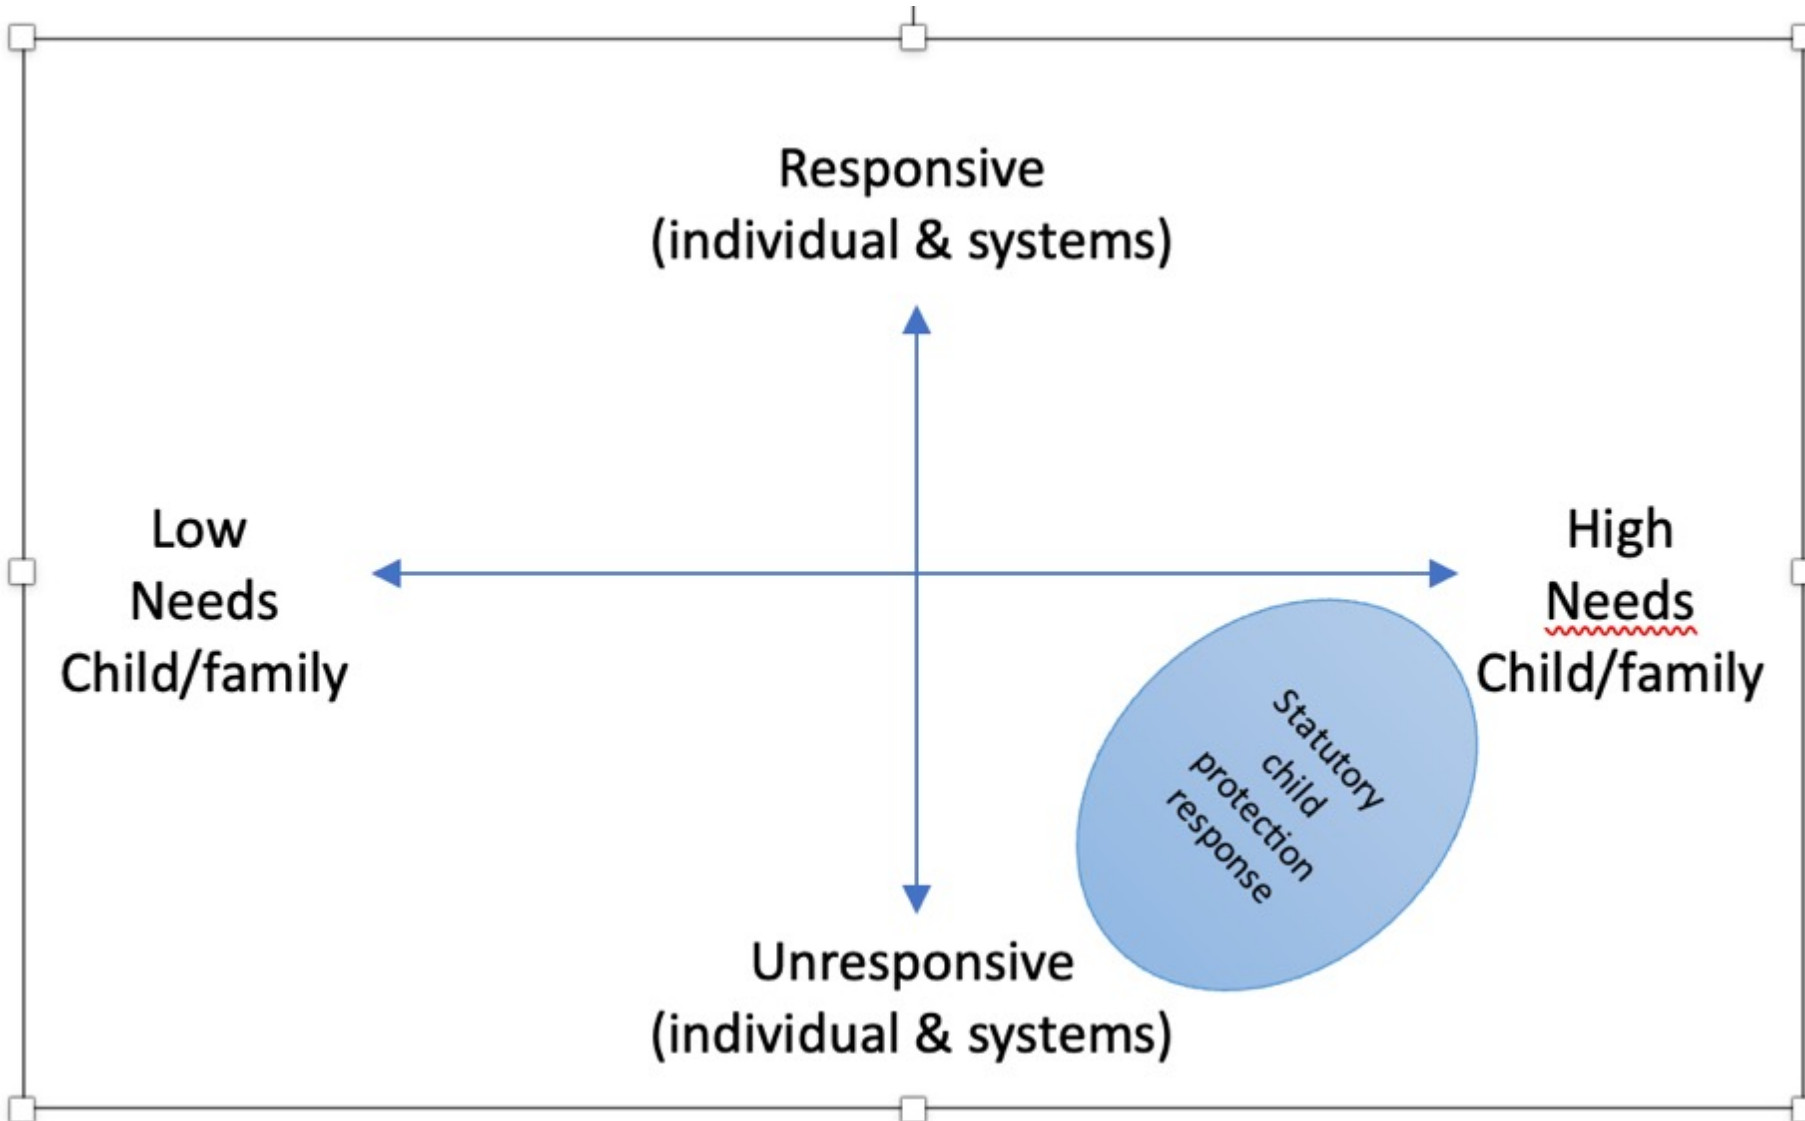 Responsive
(individual & systems)
Low
Needs
Child/family
High
Needs
Child/family
Statutory
child
protection
response
Unresponsive
(individual & systems)